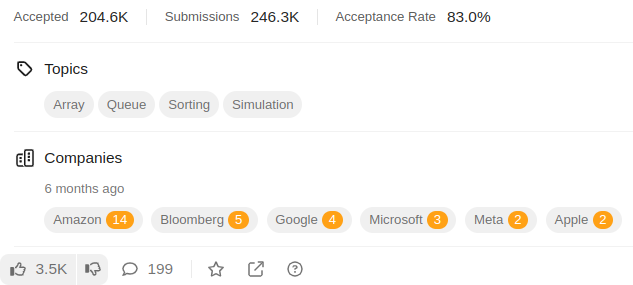 Accepted 204.6K Submissions 246.3K Acceptance Rate 83.0%
Topics
Array Queue Sorting Simulation
Companies
6 months ago
Amazon 14 Bloomberg 5 Google 4 Microsoft 3 Meta 2 Apple 2
3.5K 199